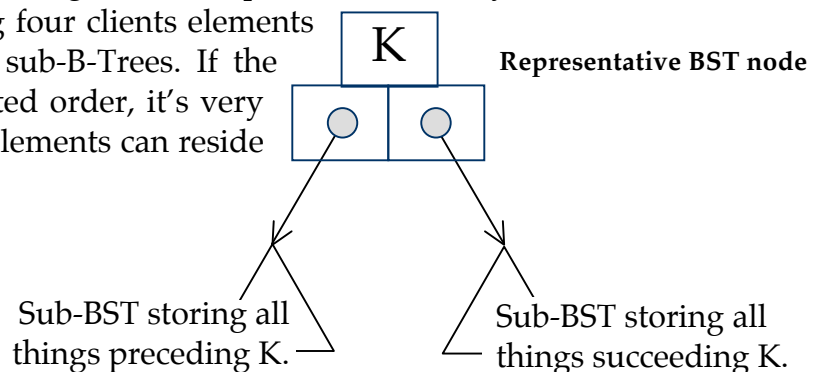 g four clients elements
sub-B-Trees. If the
ted order, it's very
elements can reside
K
Representative BST node
Sub-BST storing all
things preceding K.
Sub-BST storing all
things succeeding K.